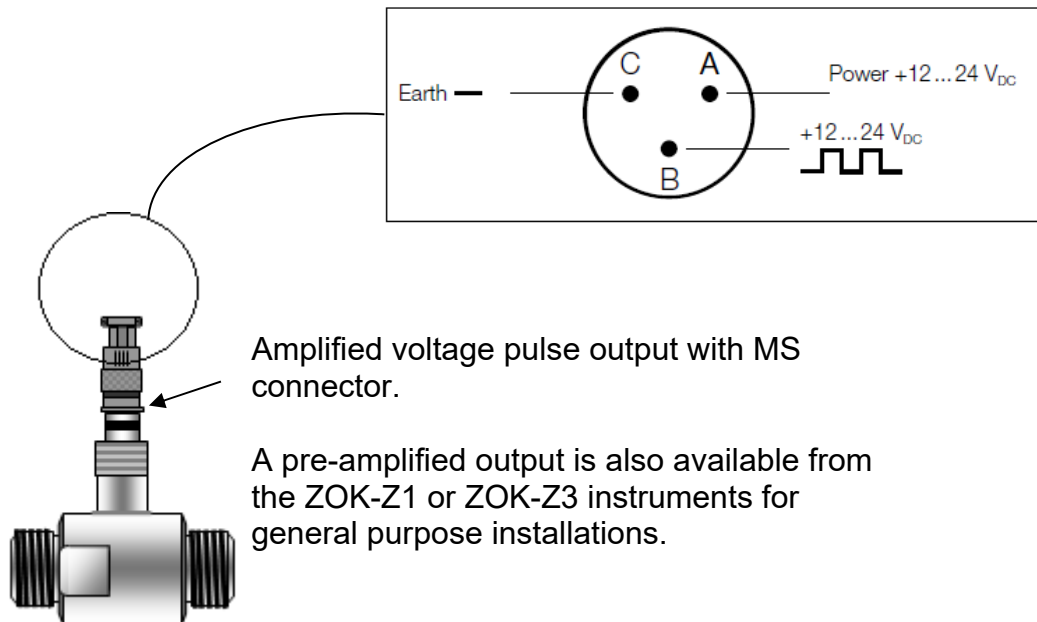 C A
Earth
Power +12 ... 24 VDC
+12 ... 24 VDC
B
Amplified voltage pulse output with MS
connector.
A pre-amplified output is also available from
the ZOK-Z1 or ZOK-Z3 instruments for
general purpose installations.